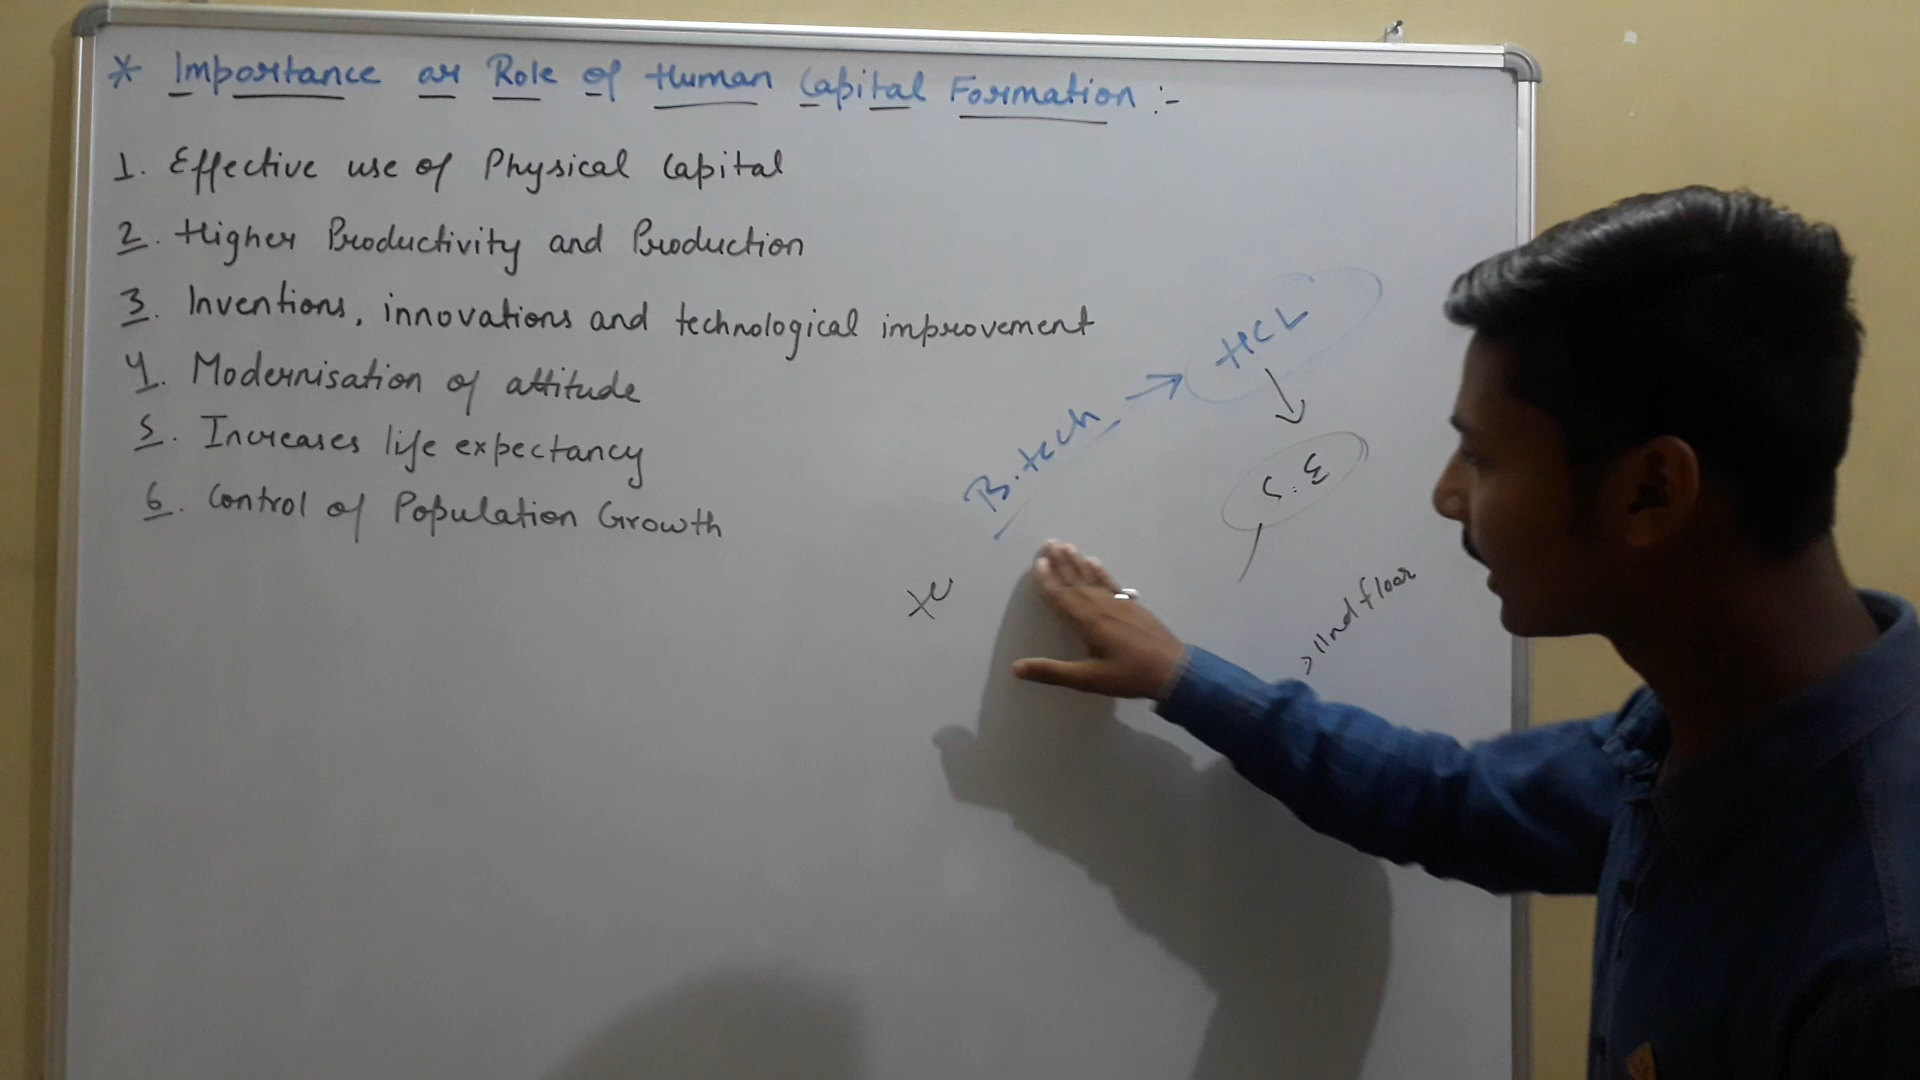 * Importance or Role of Human Capital Formation :-
1. Effective use of Physical Capital
2. Higher Productivity and Production
3. Inventions, innovations and technological improvement
4. Modernisation of attitude
5. Increases life expectancy
6. Control of Population Growth
B.tech → HCL
S.E
IInd floor